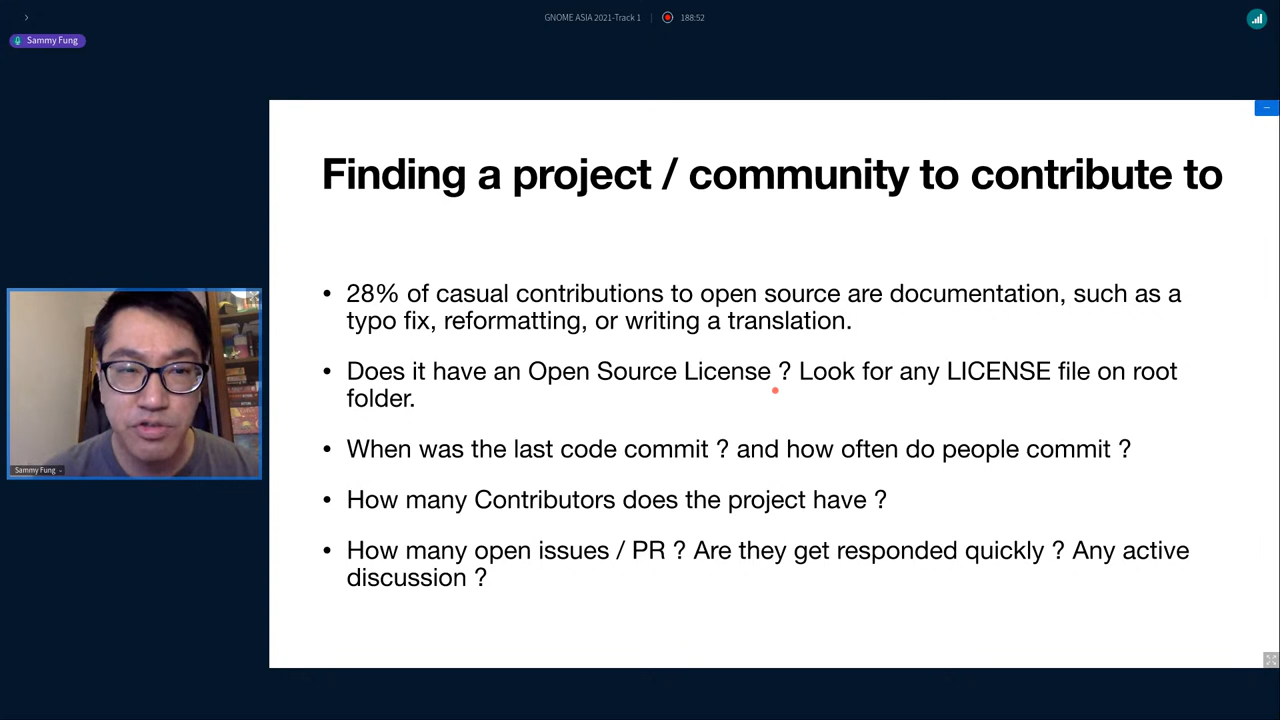 GNOME ASIA 2021-Track 1
188:52
Sammy Fung
Finding a project / community to contribute to
• 28% of casual contributions to open source are documentation, such as a
typo fix, reformatting, or writing a translation.
• Does it have an Open Source License ? Look for any LICENSE file on root
folder.
• When was the last code commit ? and how often do people commit ?
• How many Contributors does the project have ?
• How many open issues / PR ? Are they get responded quickly ? Any active
discussion ?
Sammy Fung